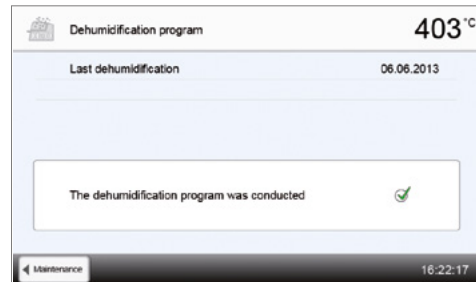 Dehumidification program 403 °C
Last dehumidification 06.06.2013
The dehumidification program was conducted
Maintenance 16:22:17